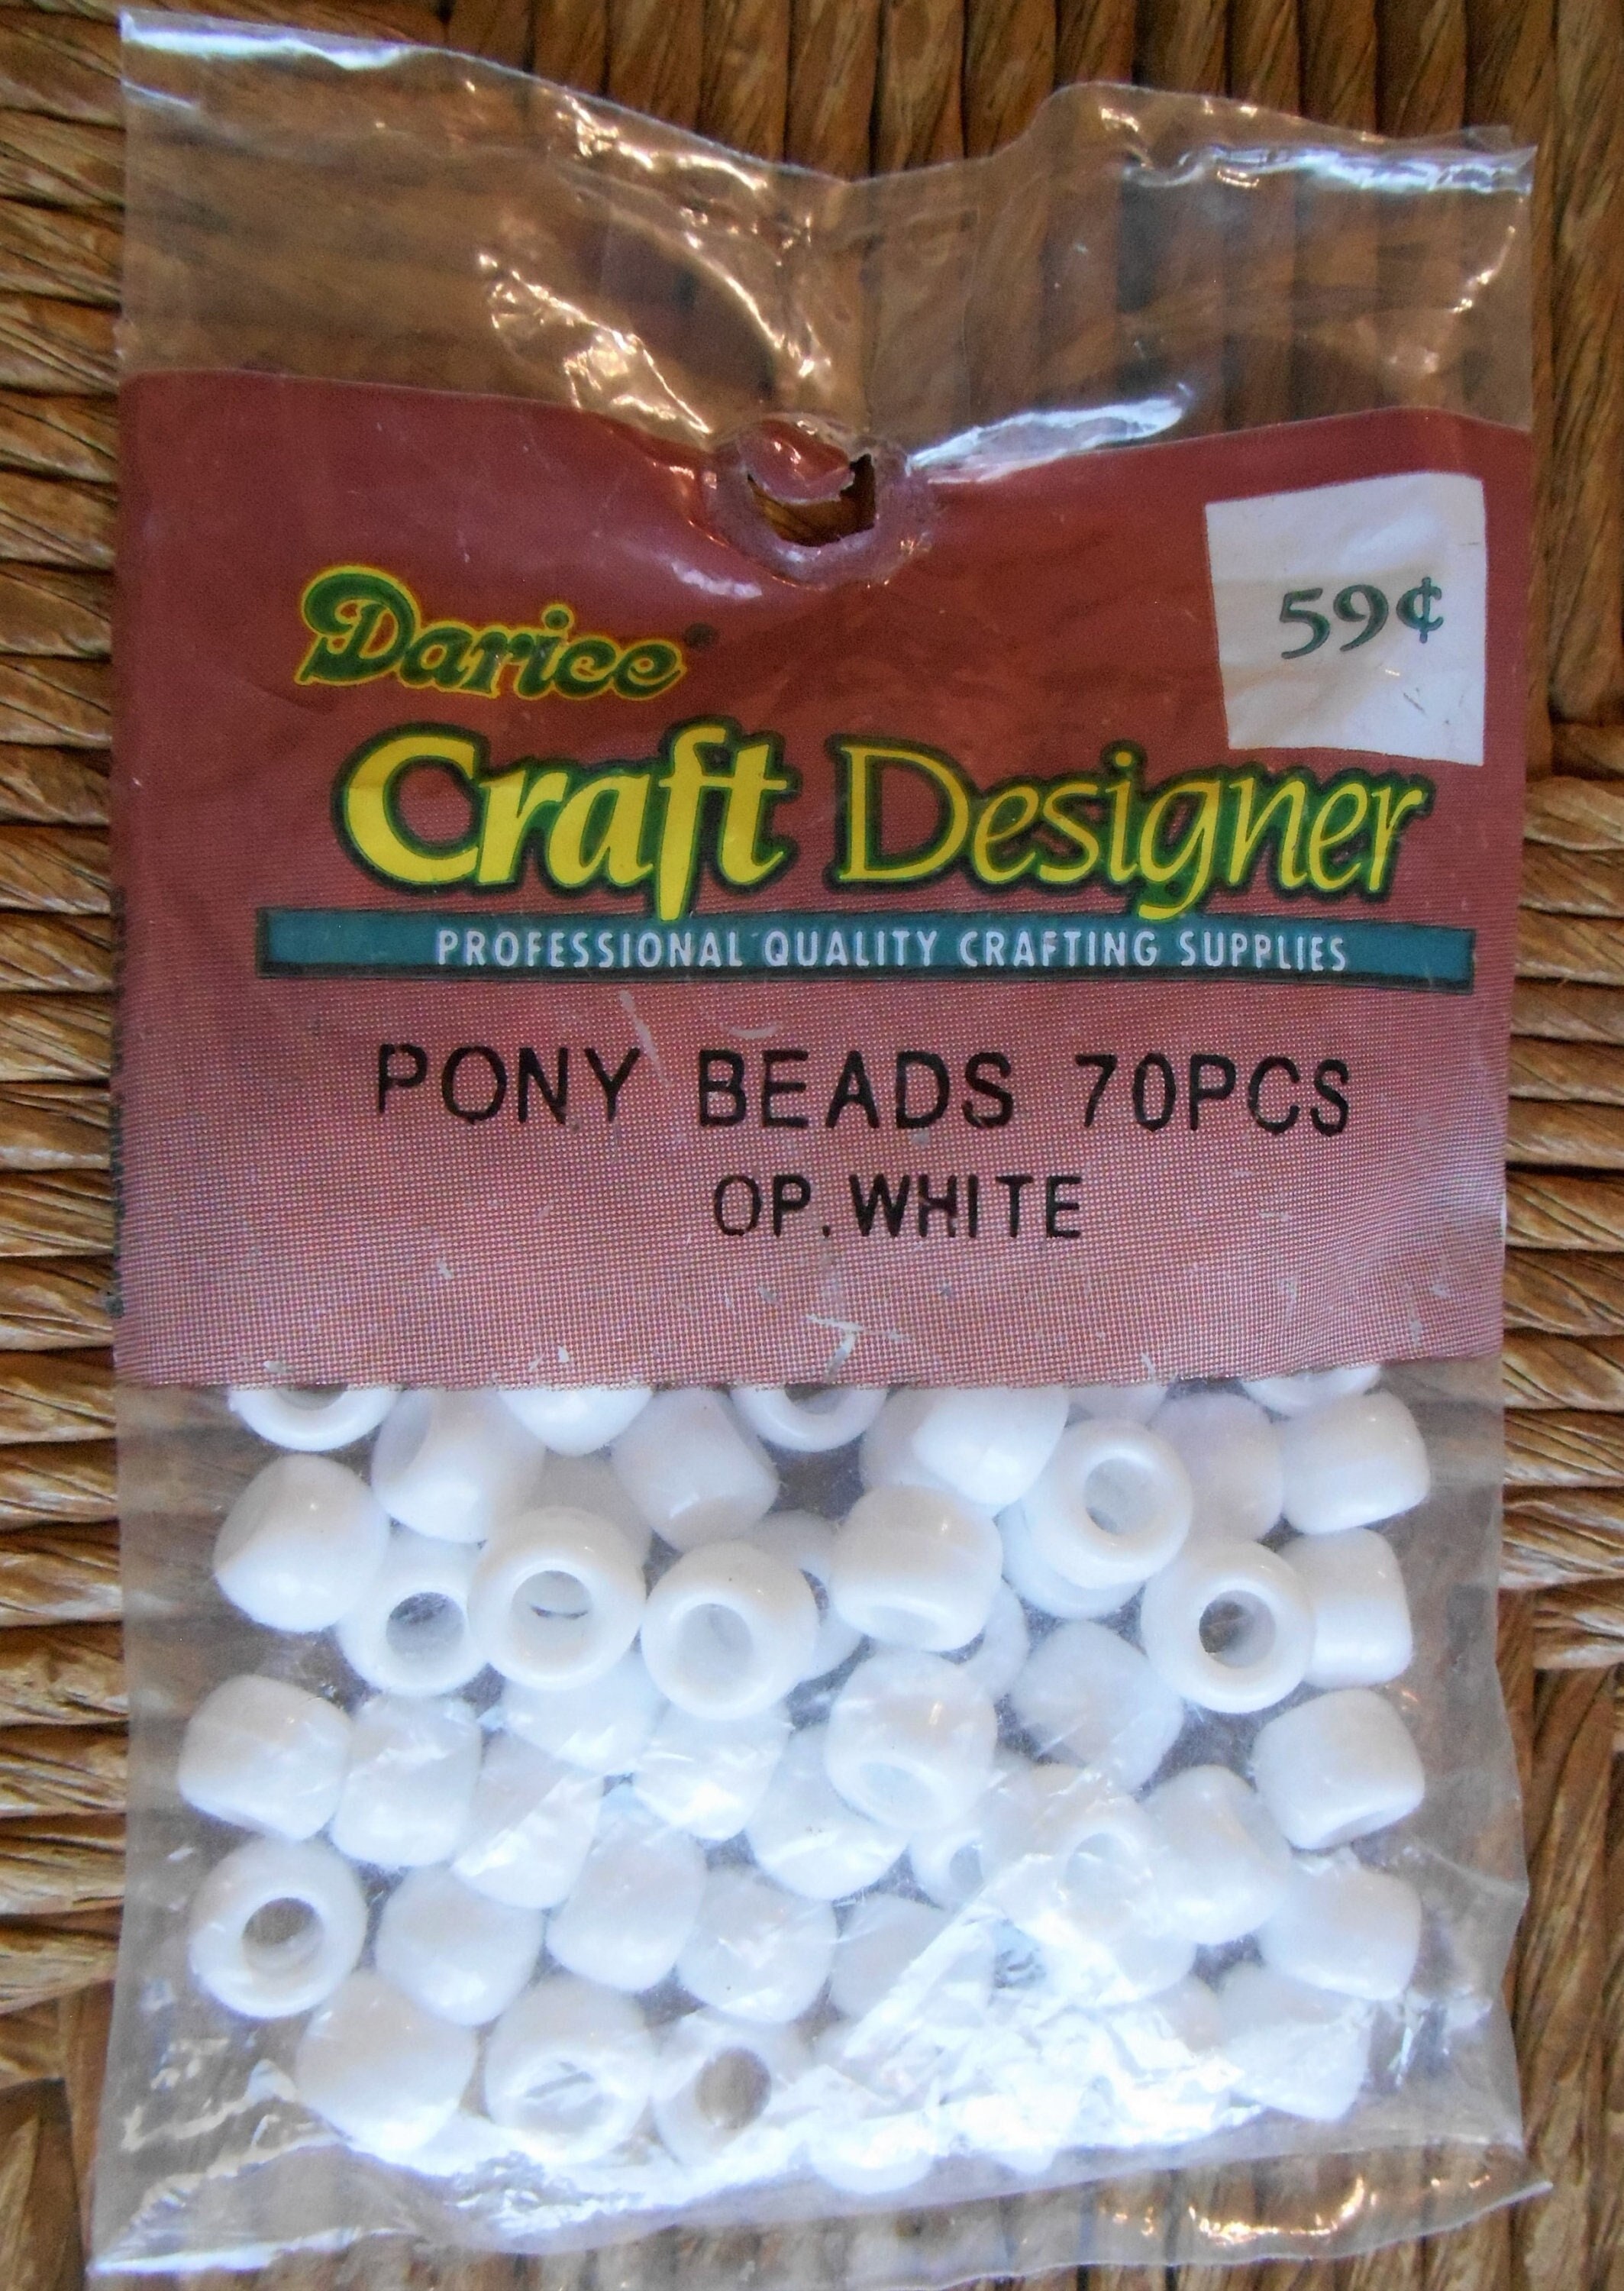 59¢
Darice®
Craft Designer
PROFESSIONAL QUALITY CRAFTING SUPPLIES
PONY BEADS 70PCS
OP.WHITE